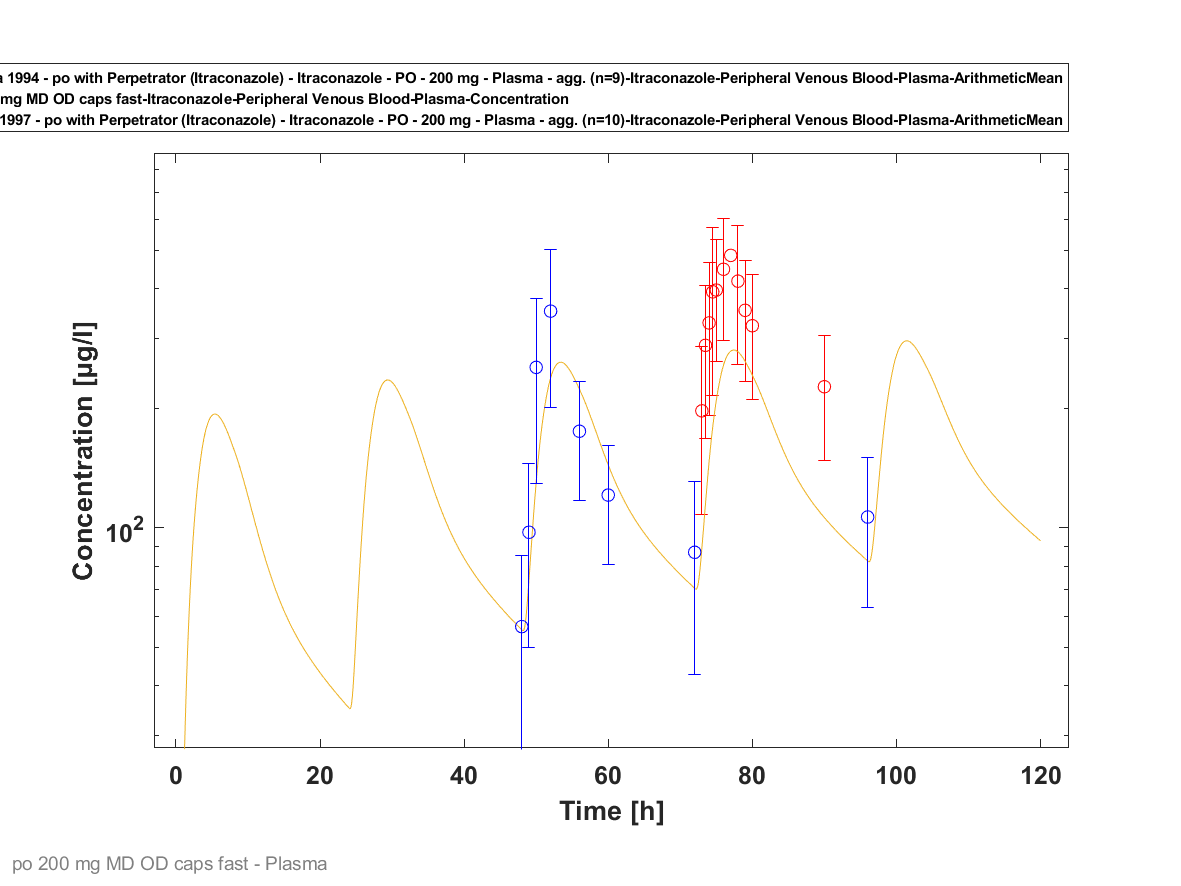 a 1994 - po with Perpetrator (Itraconazole) - Itraconazole - PO - 200 mg - Plasma - agg. (n=9)-Itraconazole-Peripheral Venous Blood-Plasma-ArithmeticMean
mg MD OD caps fast-Itraconazole-Peripheral Venous Blood-Plasma-Concentration
1997 - po with Perpetrator (Itraconazole) - Itraconazole - PO - 200 mg - Plasma - agg. (n=10)-Itraconazole-Peripheral Venous Blood-Plasma-ArithmeticMean
Concentration [µg/l]
10²
0 20 40 60 80 100 120
Time [h]
po 200 mg MD OD caps fast - Plasma